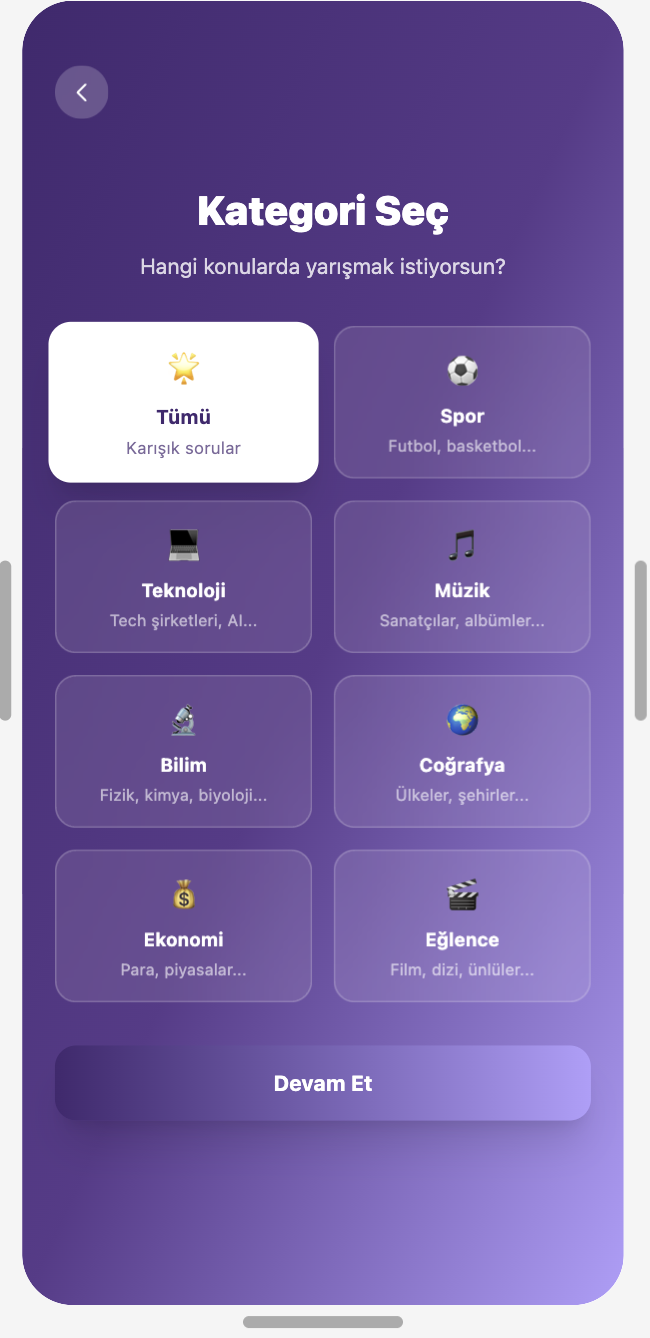 Kategori Seç
Hangi konularda yarışmak istiyorsun?
Tümü
Karışık sorular
Spor
Futbol, basketbol...
Teknoloji
Tech şirketleri, AI...
Müzik
Sanatçılar, albümler...
Bilim
Fizik, kimya, biyoloji...
Coğrafya
Ülkeler, şehirler...
Ekonomi
Para, piyasalar...
Eğlence
Film, dizi, ünlüler...
Devam Et